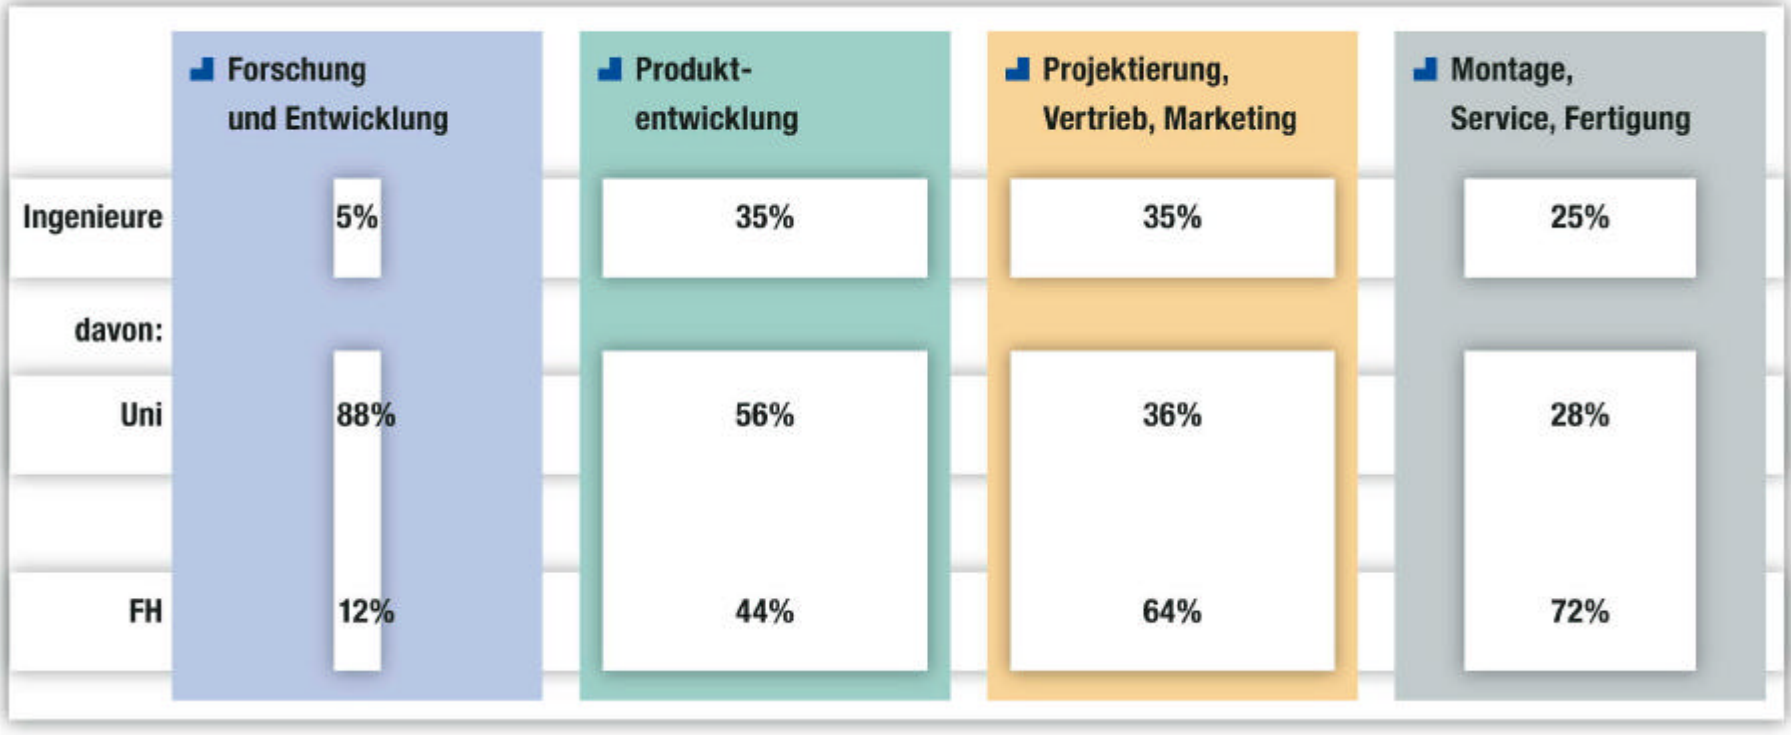 Forschung
und Entwicklung
Produkt-
entwicklung
Projektierung,
Vertrieb, Marketing
Montage,
Service, Fertigung
Ingenieure 5% 35% 35% 25%
davon:
Uni 88% 56% 36% 28%
FH 12% 44% 64% 72%